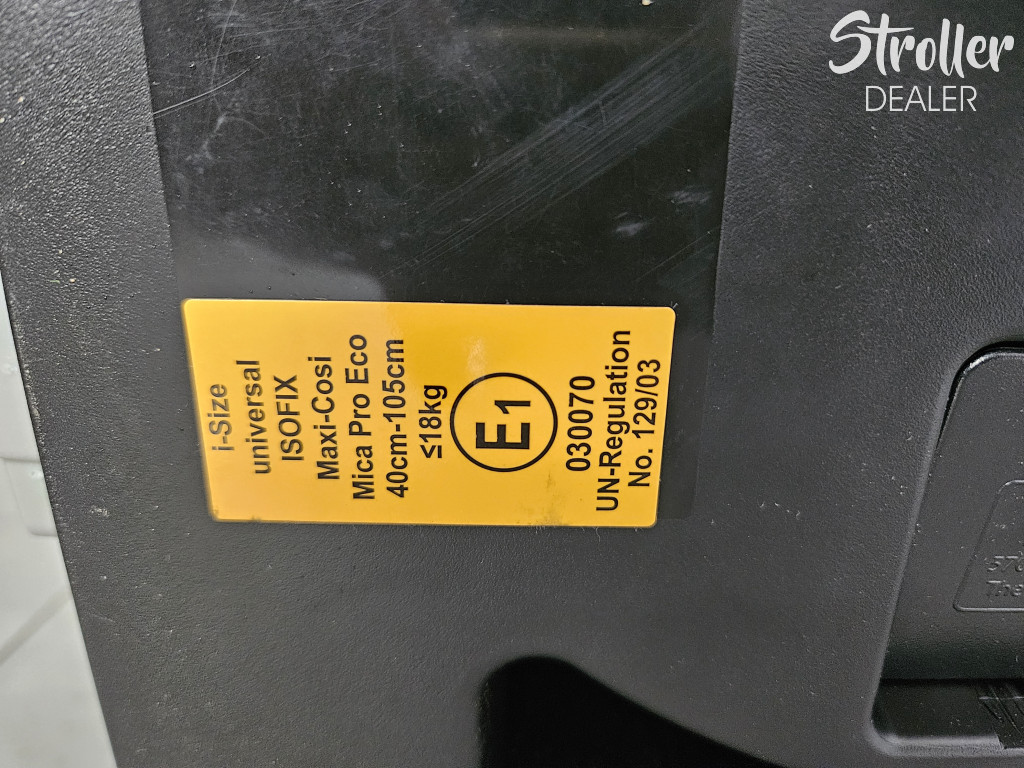 Stroller
DEALER
i-Size
universal
ISOFIX
Maxi-Cosi
Mica Pro Eco
40cm-105cm
≤18kg
E1
030070
UN-Regulation
No. 129/03
The